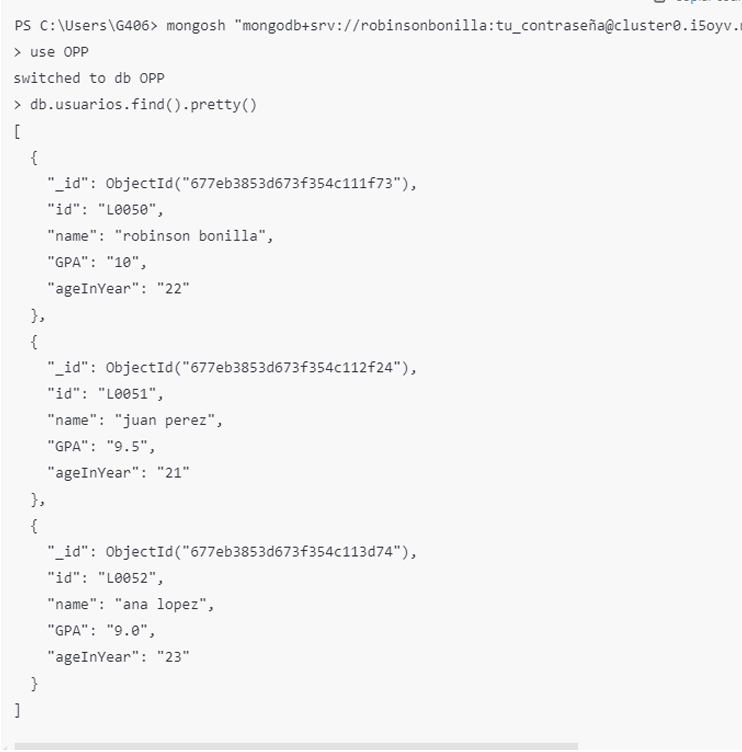 PS C:\Users\G406> mongosh "mongodb+srv://robinsonbonilla:tu_contraseña@cluster0.i5oyv.
> use OPP
switched to db OPP
> db.usuarios.find().pretty()
[
  {
    "_id": ObjectId("677eb3853d673f354c111f73"),
    "id": "L0050",
    "name": "robinson bonilla",
    "GPA": "10",
    "ageInYear": "22"
  },
  {
    "_id": ObjectId("677eb3853d673f354c112f24"),
    "id": "L0051",
    "name": "juan perez",
    "GPA": "9.5",
    "ageInYear": "21"
  },
  {
    "_id": ObjectId("677eb3853d673f354c113d74"),
    "id": "L0052",
    "name": "ana lopez",
    "GPA": "9.0",
    "ageInYear": "23"
  }
]